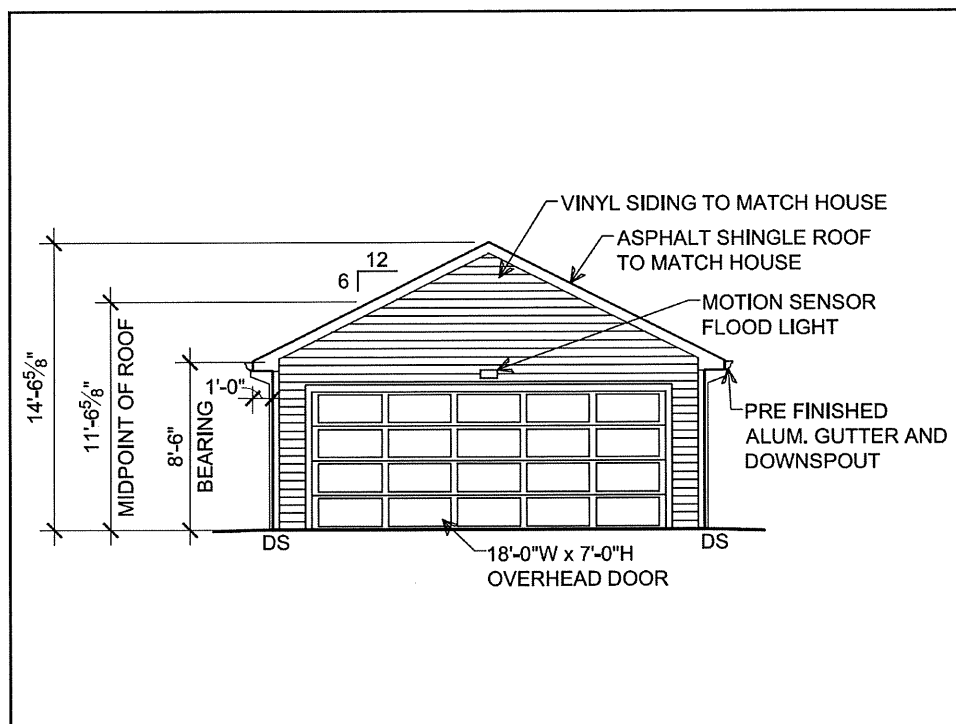 VINYL SIDING TO MATCH HOUSE
ASPHALT SHINGLE ROOF
TO MATCH HOUSE
12
6
MOTION SENSOR
FLOOD LIGHT
14'-6⅝"
11'-6⅝"
MIDPOINT OF ROOF
8'-6"
BEARING
1'-0"
PRE FINISHED
ALUM. GUTTER AND
DOWNSPOUT
DS
DS
18'-0"W x 7'-0"H
OVERHEAD DOOR